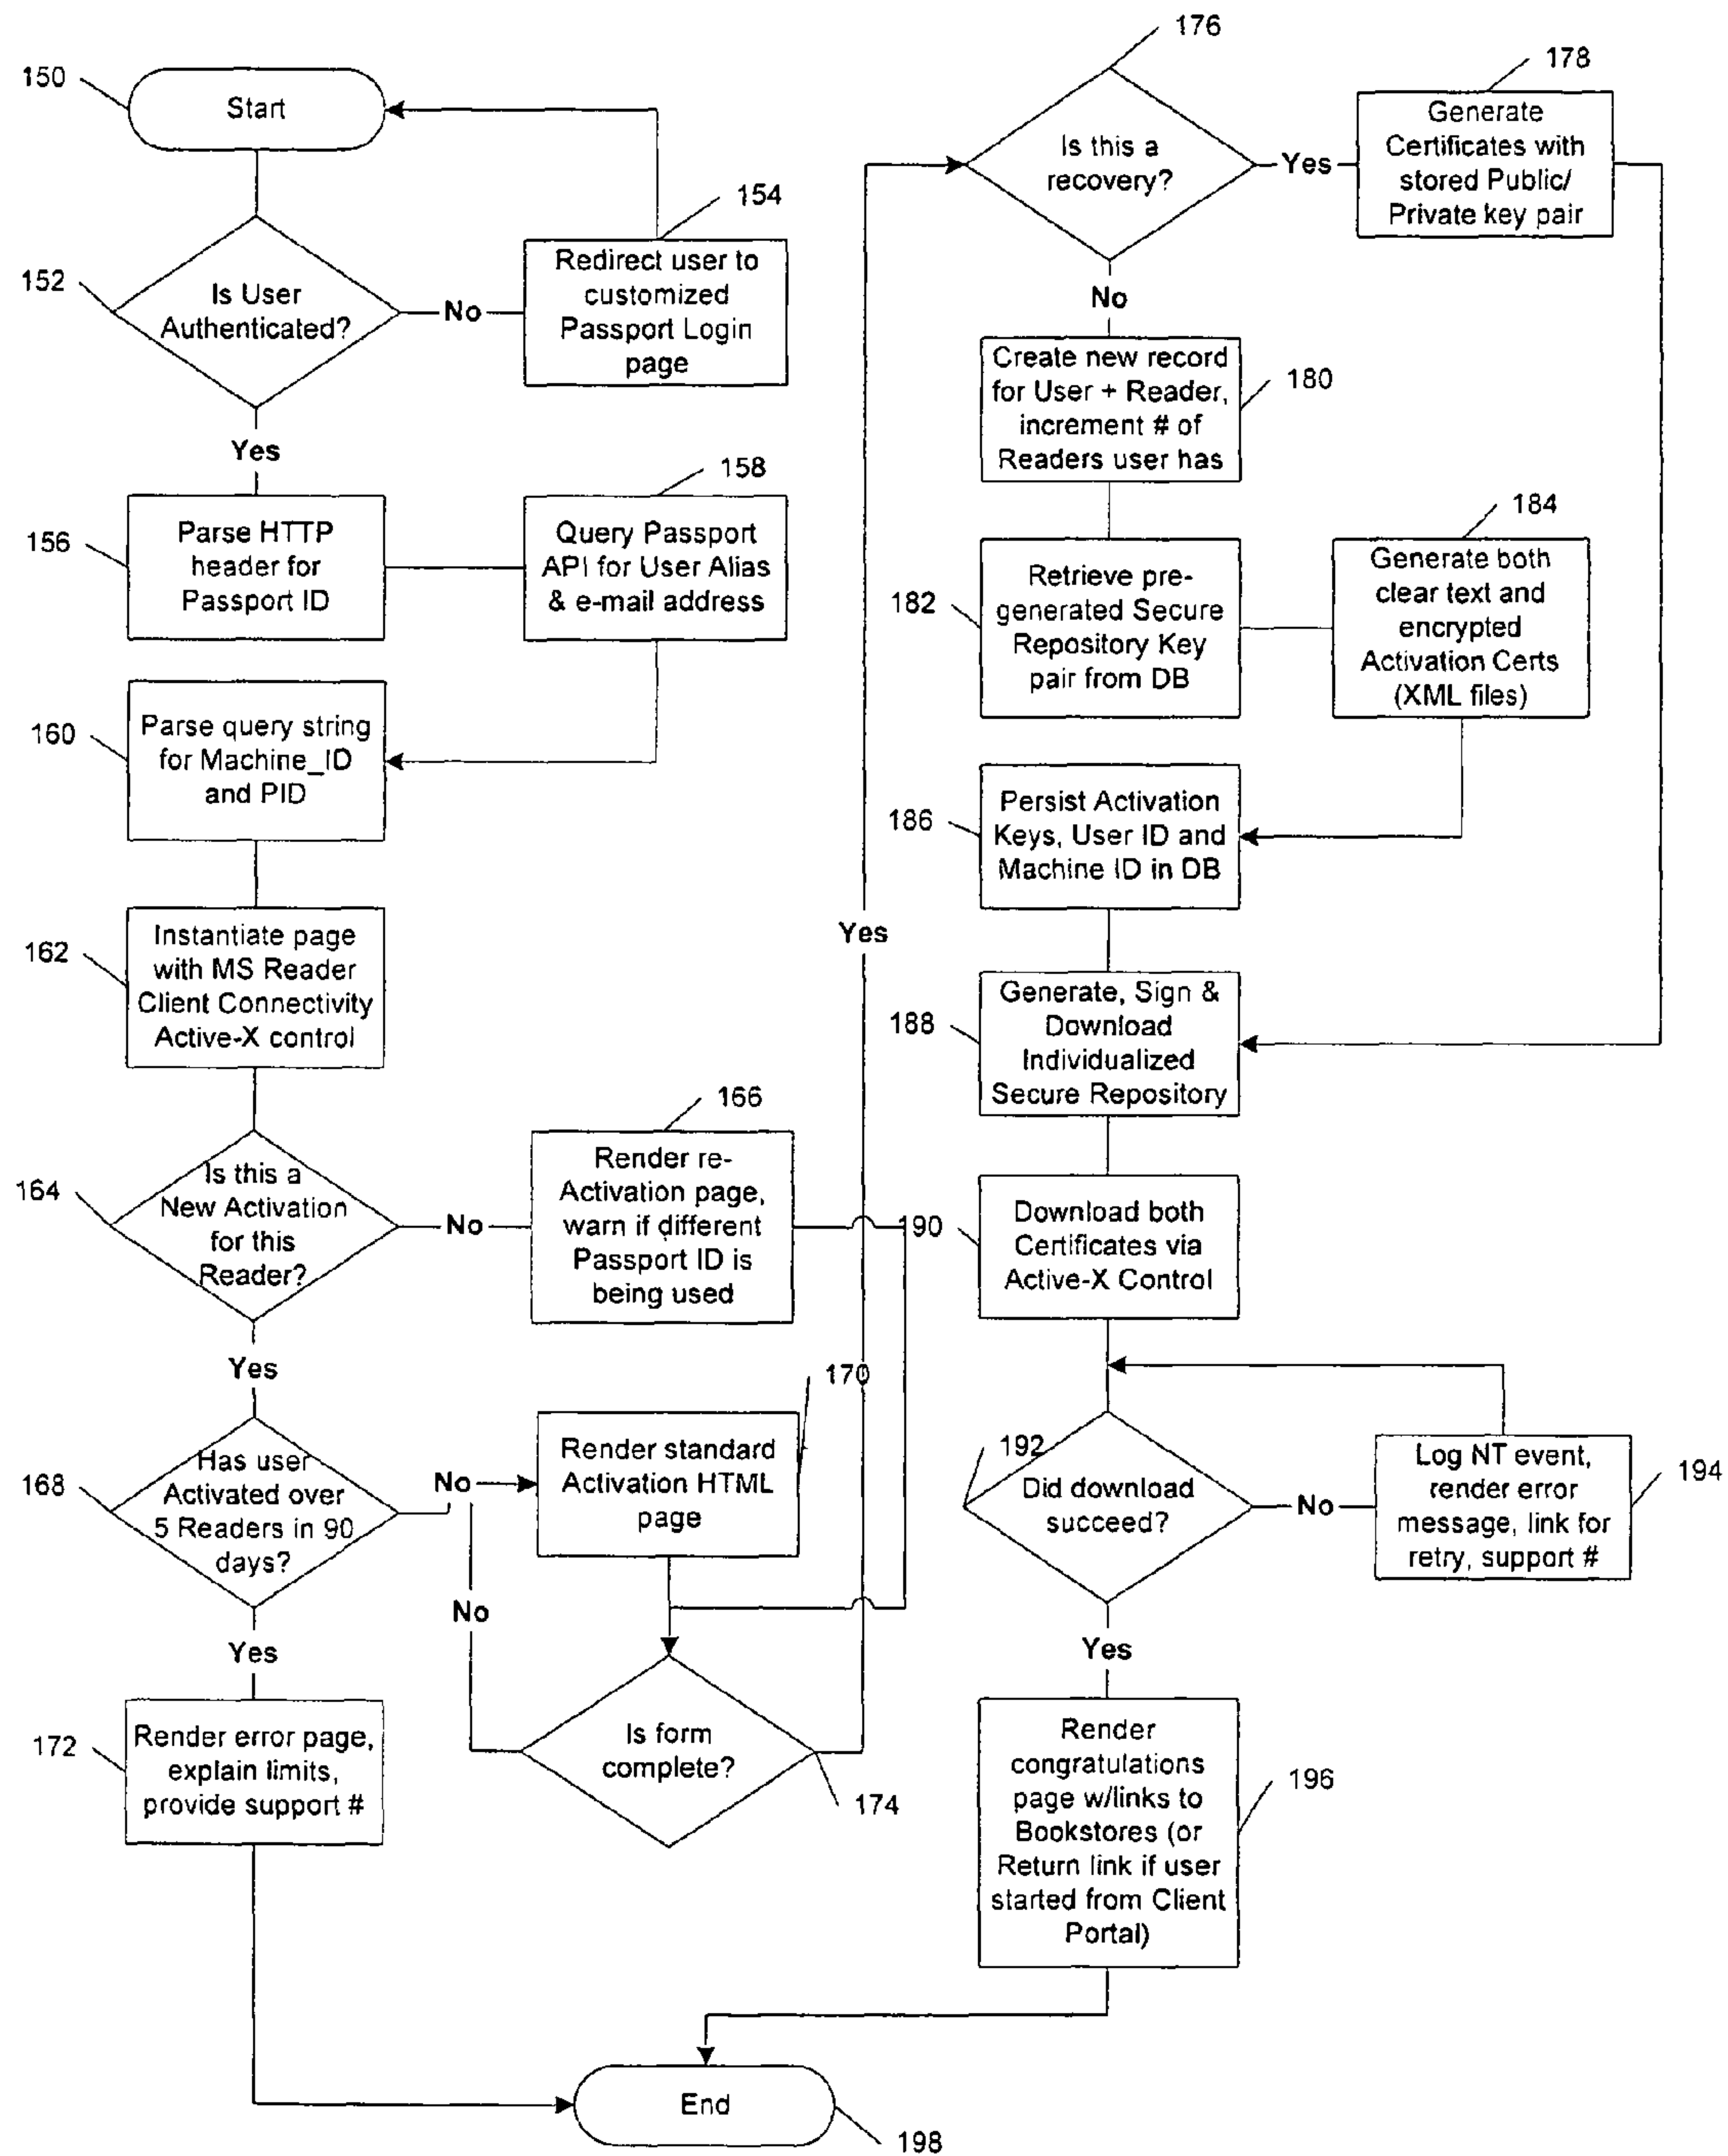 150
Start
154
152
Is User
Authenticated?
No
Redirect user to
customized
Passport Login
page
Yes
158
156
Parse HTTP
header for
Passport ID
Query Passport
API for User Alias
& e-mail address
160
Parse query string
for Machine_ID
and PID
162
Instantiate page
with MS Reader
Client Connectivity
Active-X control
166
164
Is this a
New Activation
for this
Reader?
No
Render re-
Activation page,
warn if different
Passport ID is
being used
Yes
170
168
Has user
Activated over
5 Readers in 90
days?
No
Render standard
Activation HTML
page
No
Yes
172
Render error page,
explain limits,
provide support #
Is form
complete?
174
Yes
176
Is this a
recovery?
Yes
178
Generate
Certificates with
stored Public/
Private key pair
No
Create new record
for User + Reader,
increment # of
Readers user has
180
182
Retrieve pre-
generated Secure
Repository Key
pair from DB
184
Generate both
clear text and
encrypted
Activation Certs
(XML files)
186
Persist Activation
Keys, User ID and
Machine ID in DB
188
Generate, Sign &
Download
Individualized
Secure Repository
190
Download both
Certificates via
Active-X Control
192
Did download
succeed?
No
Log NT event,
render error
message, link for
retry, support #
194
Yes
Render
congratulations
page w/links to
Bookstores (or
Return link if user
started from Client
Portal)
196
End
198